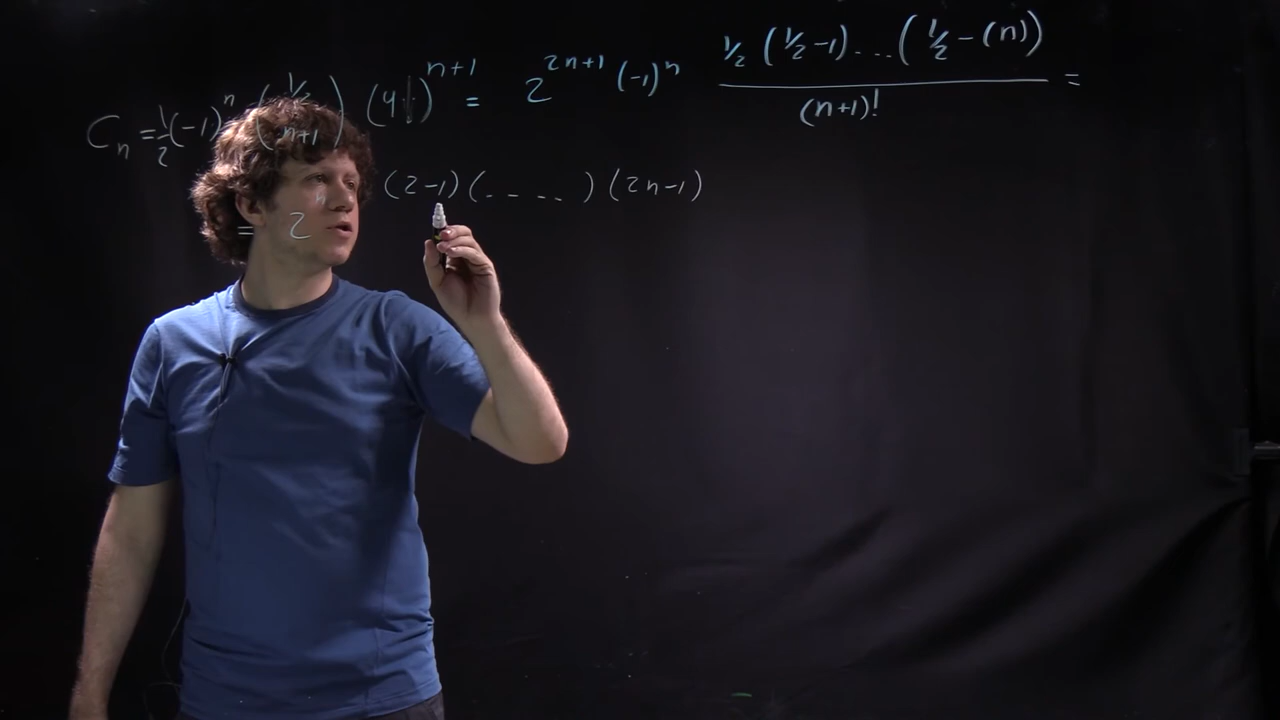 C_n = 1/2 (-1)^n (1/2 n+1) (4)^{n+1} = 2^{2n+1} (-1)^n \frac{1/2 (1/2 - 1) ... (1/2 - (n))}{(n+1)!} =
= 2^n (2-1) (....) (2n-1)